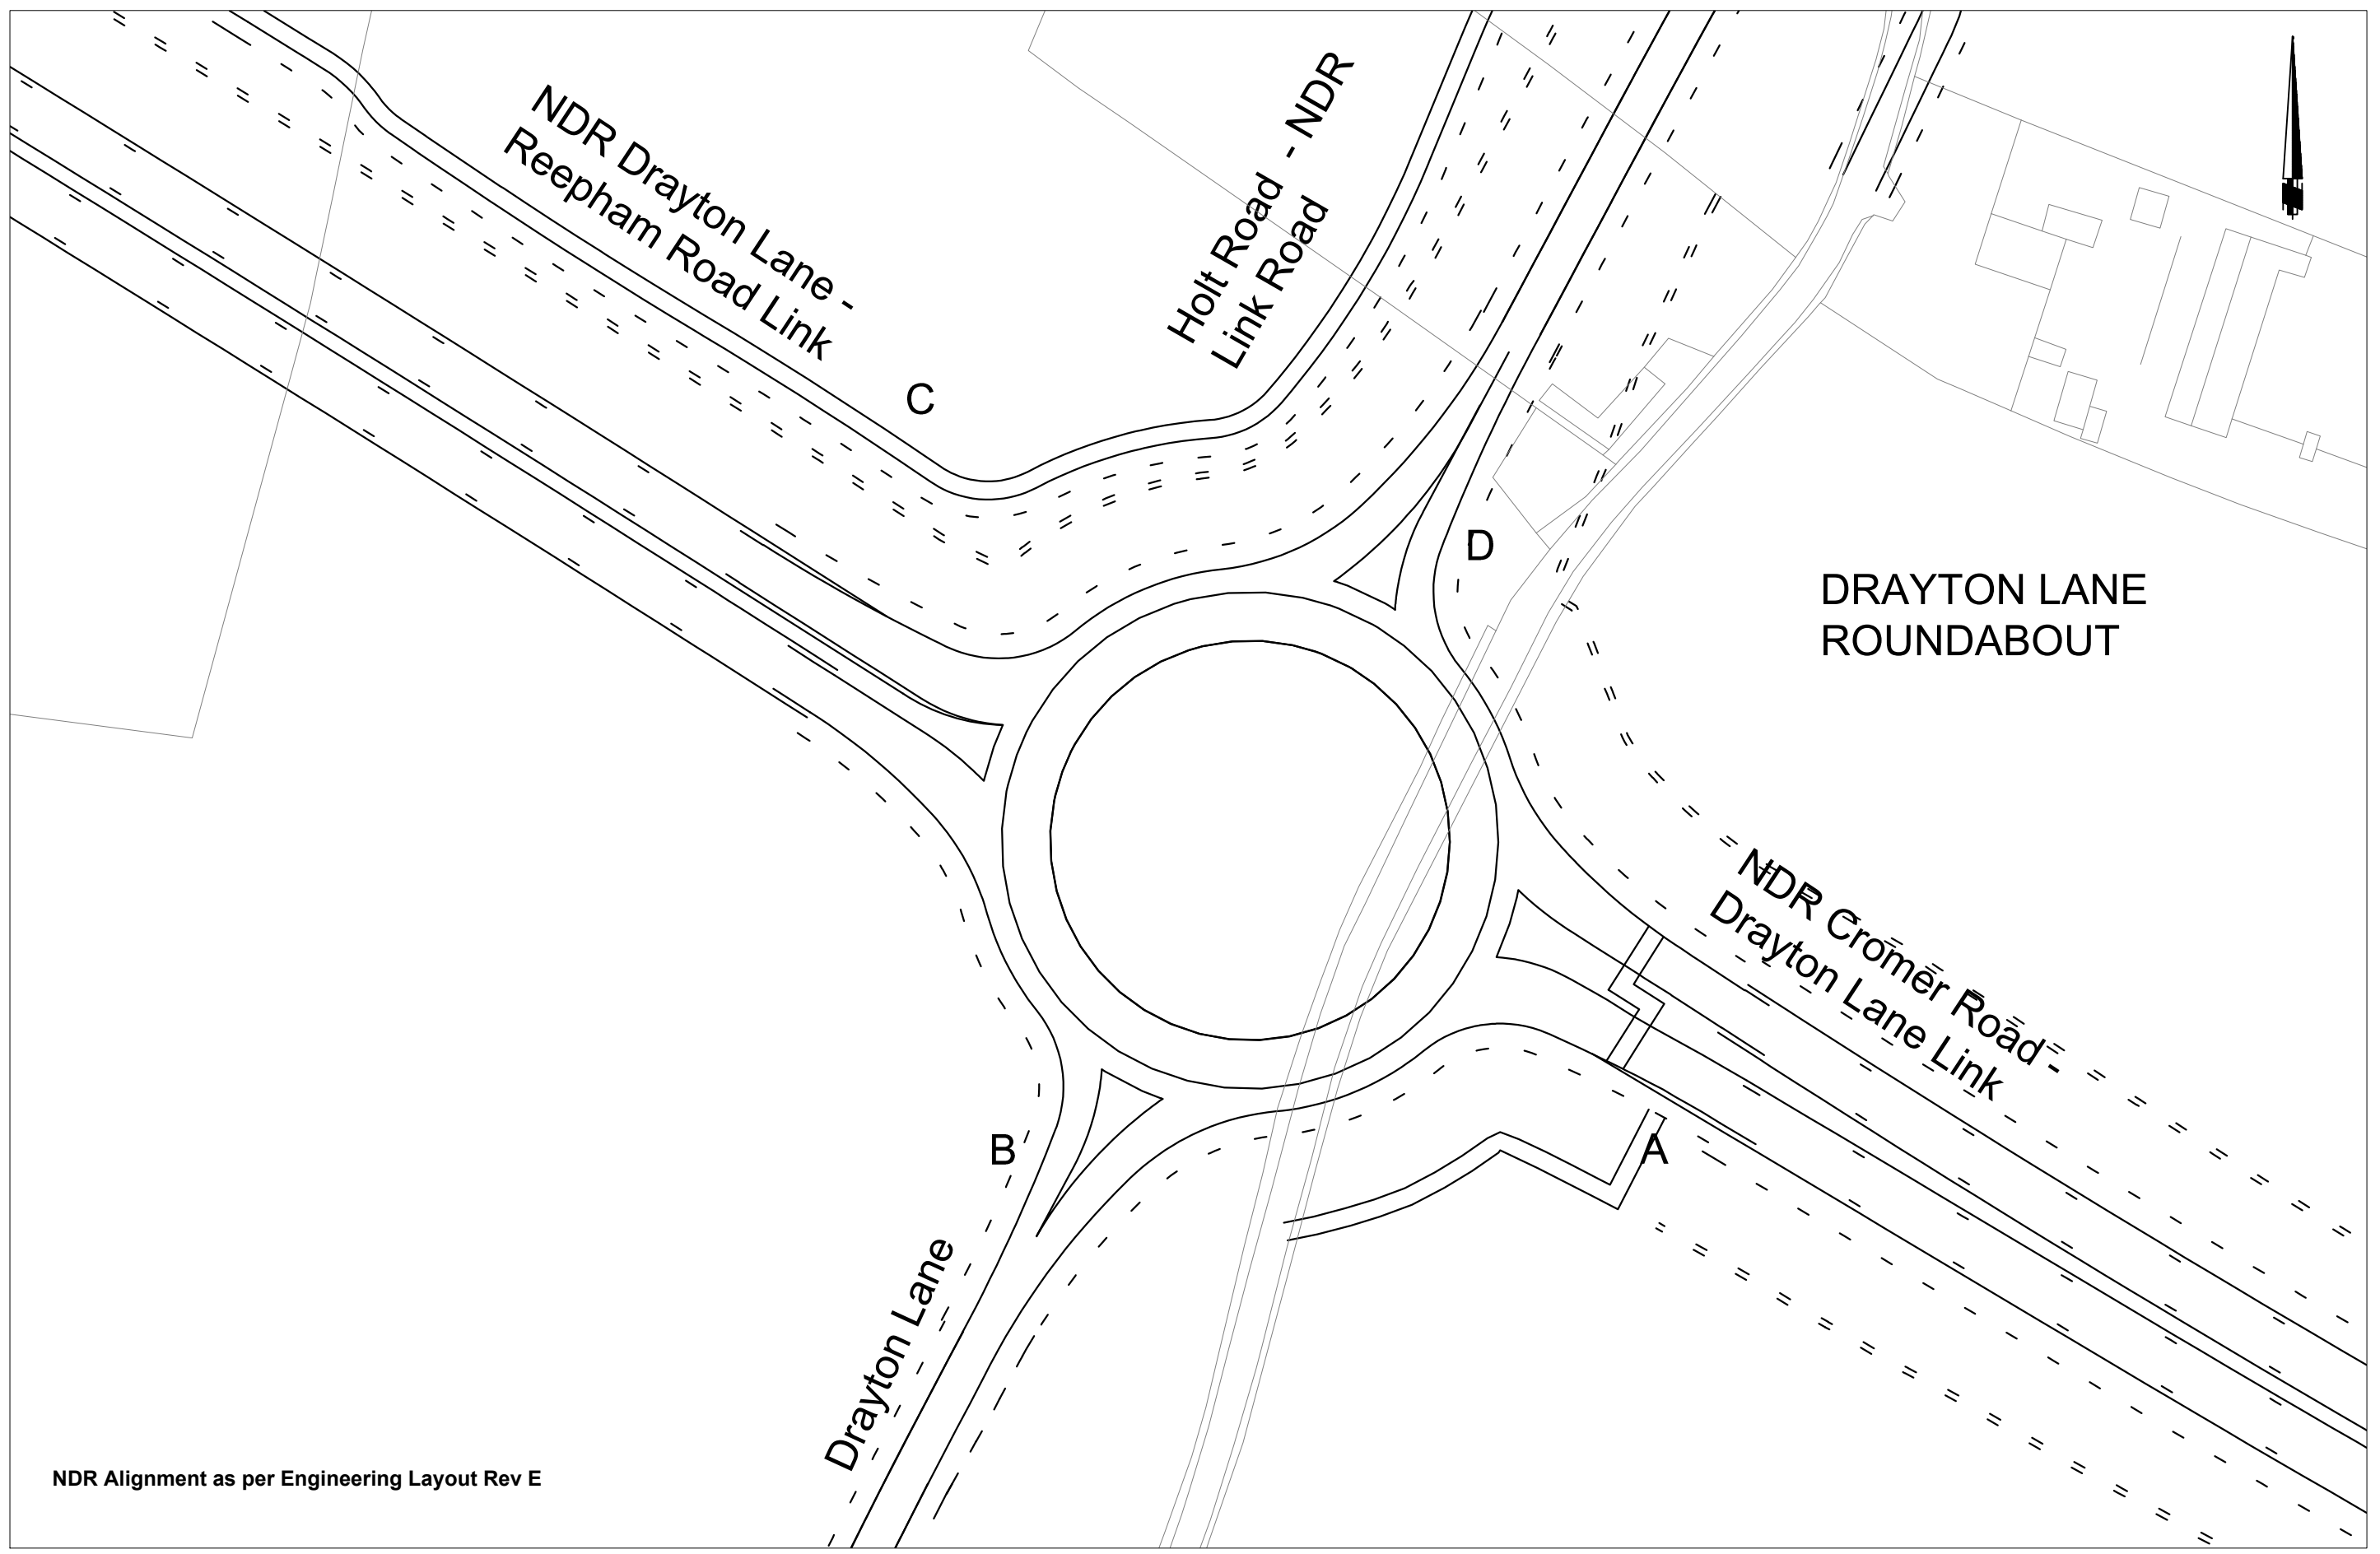 NDR Drayton Lane -
Reepham Road Link
Holt Road - NDR
Link Road
C
D
DRAYTON LANE
ROUNDABOUT
NDR Cromer Road -
Drayton Lane Link
B
A
Drayton Lane
NDR Alignment as per Engineering Layout Rev E